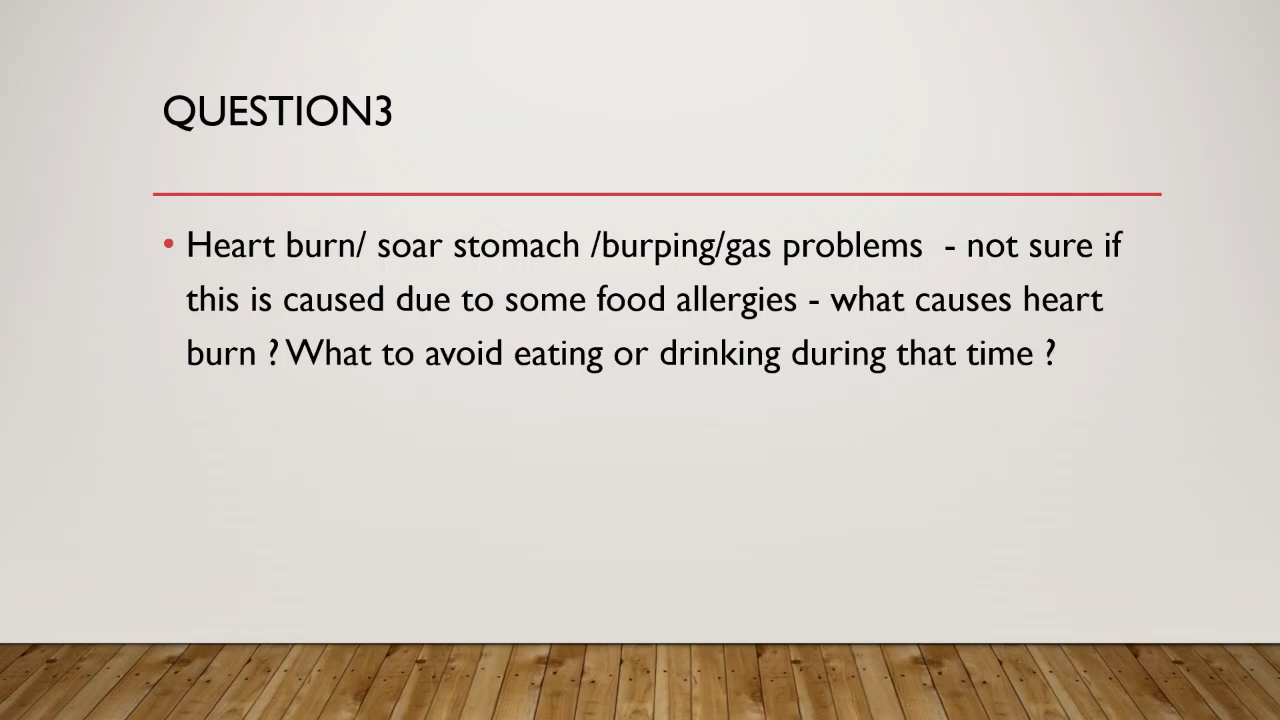 QUESTION3
• Heart burn/ soar stomach /burping/gas problems  - not sure if
this is caused due to some food allergies - what causes heart
burn ? What to avoid eating or drinking during that time ?